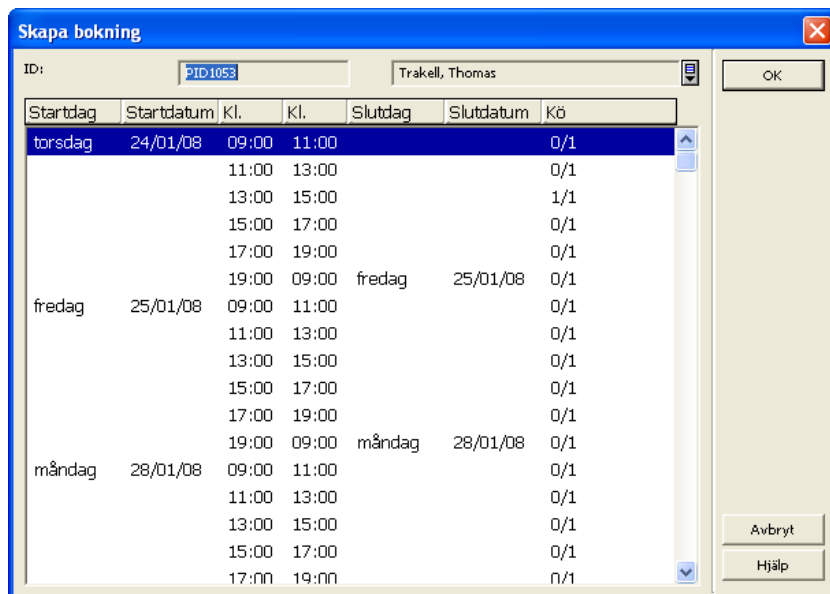 Skapa bokning
ID: PID1053 Trakell, Thomas OK
Startdag Startdatum Kl. Kl. Slutdag Slutdatum Kö
torsdag 24/01/08 09:00 11:00 0/1
11:00 13:00 0/1
13:00 15:00 1/1
15:00 17:00 0/1
17:00 19:00 0/1
19:00 09:00 fredag 25/01/08 0/1
fredag 25/01/08 09:00 11:00 0/1
11:00 13:00 0/1
13:00 15:00 0/1
15:00 17:00 0/1
17:00 19:00 0/1
19:00 09:00 måndag 28/01/08 0/1
måndag 28/01/08 09:00 11:00 0/1
11:00 13:00 0/1
13:00 15:00 0/1
Avbryt
15:00 17:00 0/1
Hjälp
17:00 19:00 0/1